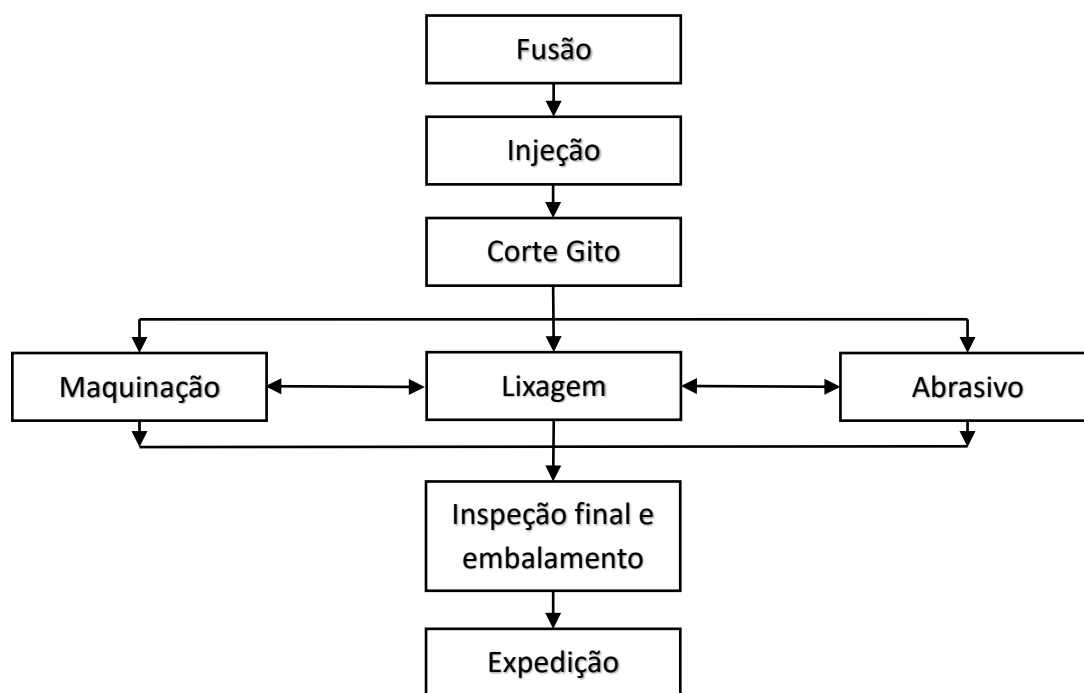 Fusão
Injeção
Corte Gito
Maquinação
Lixagem
Abrasivo
Inspeção final e
embalamento
Expedição